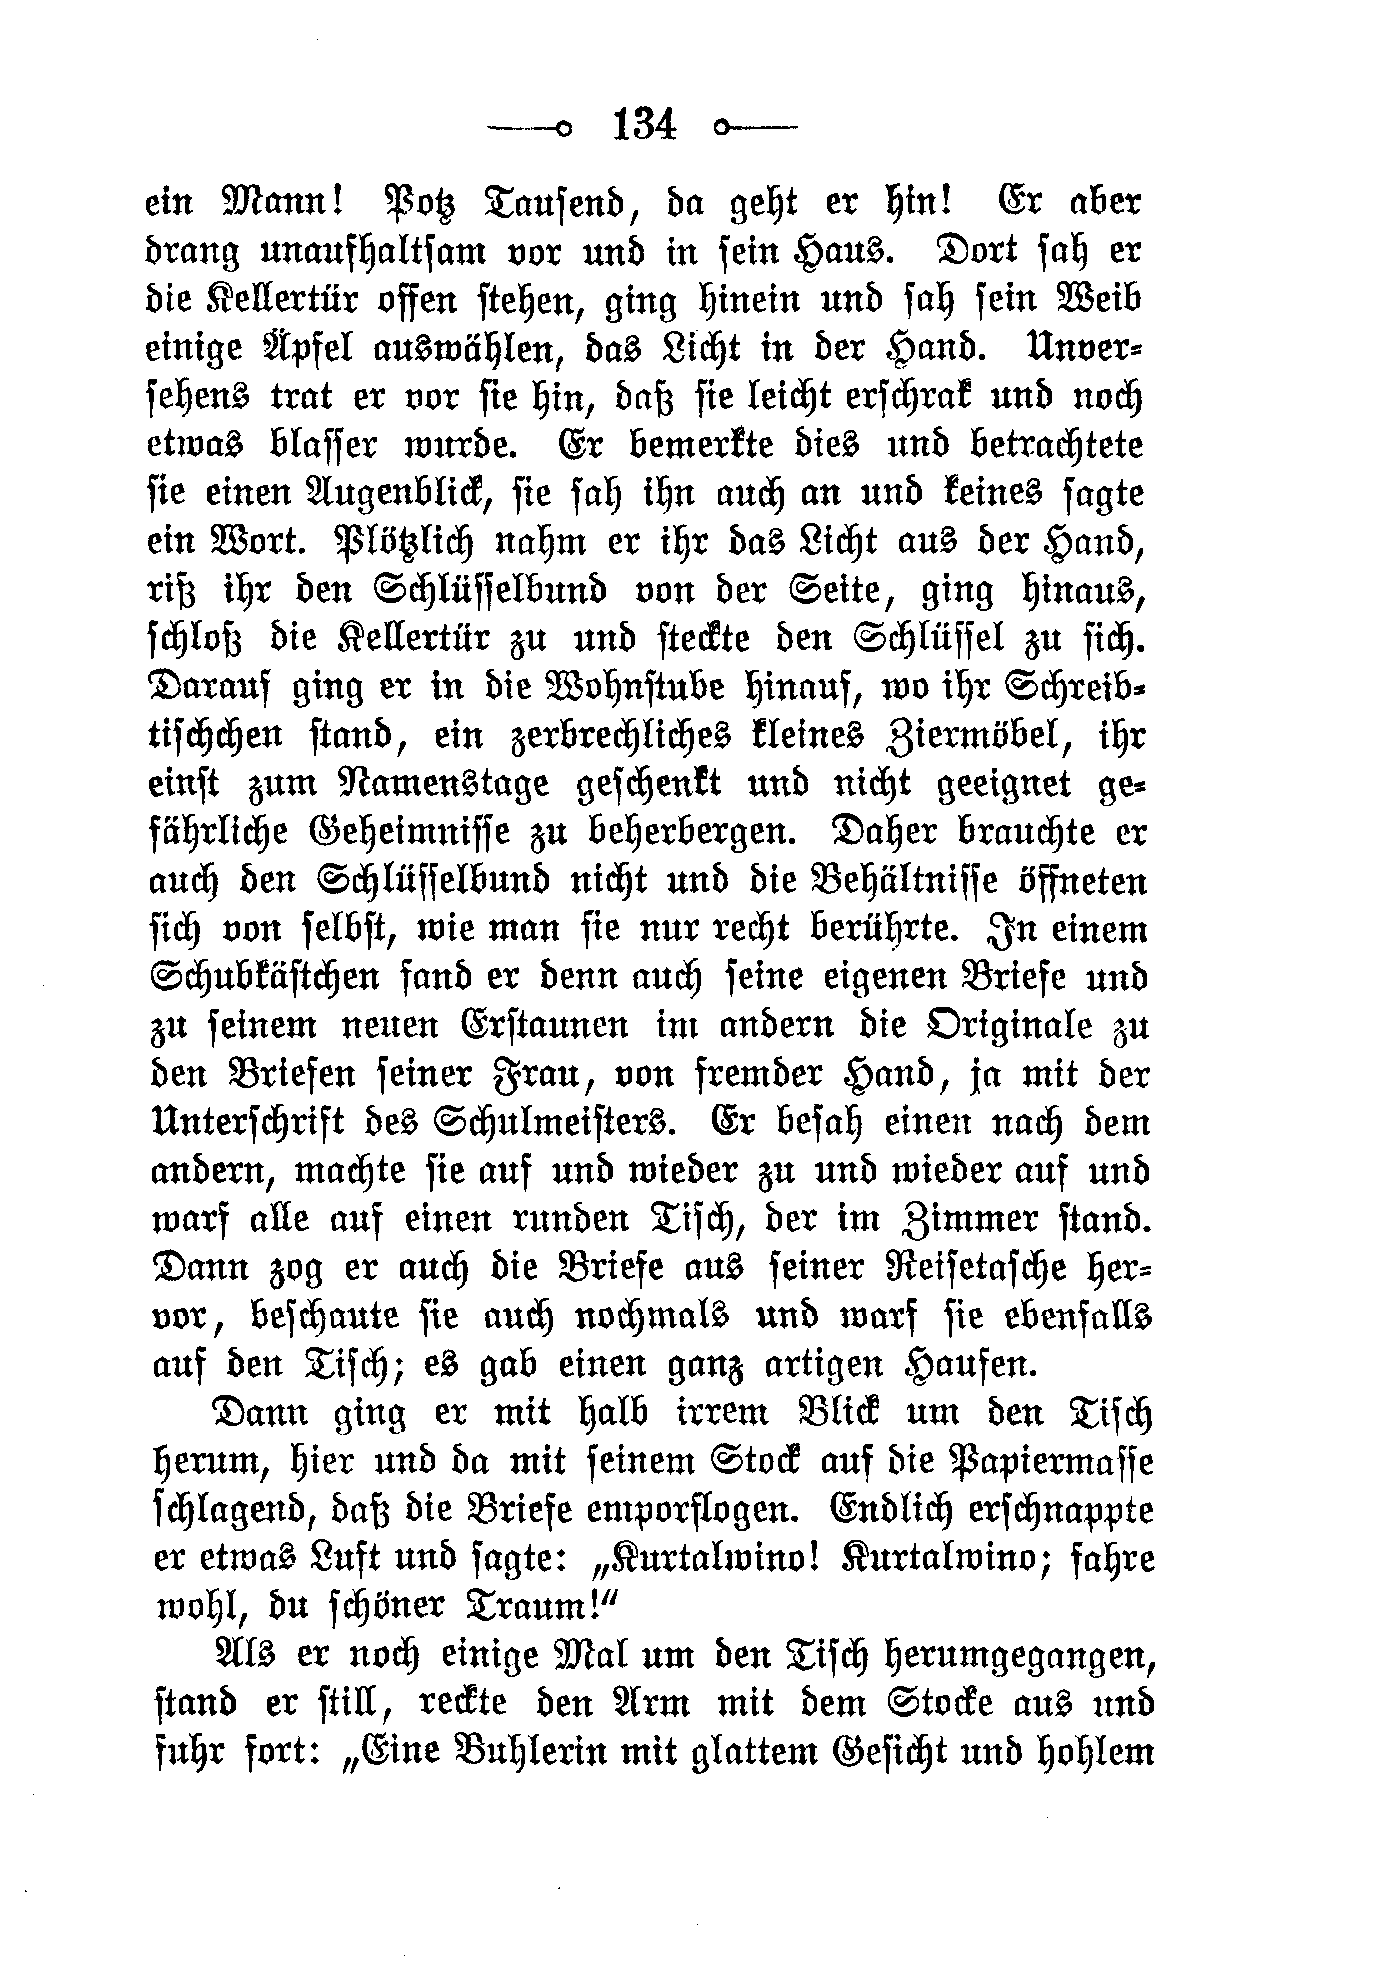 134
ein Mann! Potz Tausend, da geht er hin! Er aber
drang unaufhaltsam vor und in sein Haus. Dort sah er
die Kellertür offen stehen, ging hinein und sah sein Weib
einige Äpfel auswählen, das Licht in der Hand. Unver-
sehens trat er vor sie hin, daß sie leicht erschrak und noch
etwas blasser wurde. Er bemerkte dies und betrachtete
sie einen Augenblick, sie sah ihn auch an und keines sagte
ein Wort. Plötzlich nahm er ihr das Licht aus der Hand,
riß ihr den Schlüsselbund von der Seite, ging hinaus,
schloß die Kellertür zu und steckte den Schlüssel zu sich.
Darauf ging er in die Wohnstube hinauf, wo ihr Schreib-
tischchen stand, ein zerbrechliches kleines Ziermöbel, ihr
einst zum Namenstage geschenkt und nicht geeignet ge-
fährliche Geheimnisse zu beherbergen. Daher brauchte er
auch den Schlüsselbund nicht und die Behältnisse öffneten
sich von selbst, wie man sie nur recht berührte. In einem
Schubkästchen fand er denn auch seine eigenen Briefe und
zu seinem neuen Erstaunen im andern die Originale zu
den Briefen seiner Frau, von fremder Hand, ja mit der
Unterschrift des Schulmeisters. Er besah einen nach dem
andern, machte sie auf und wieder zu und wieder auf und
warf alle auf einen runden Tisch, der im Zimmer stand.
Dann zog er auch die Briefe aus seiner Reisetasche her-
vor, beschaute sie auch nochmals und warf sie ebenfalls
auf den Tisch; es gab einen ganz artigen Haufen.
Dann ging er mit halb irrem Blick um den Tisch
herum, hier und da mit seinem Stock auf die Papiermasse
schlagend, daß die Briefe emporflogen. Endlich erschnappte
er etwas Luft und sagte: „Kurtalwino! Kurtalwino; fahre
wohl, du schöner Traum!“
Als er noch einige Mal um den Tisch herumgegangen,
stand er still, reckte den Arm mit dem Stocke aus und
fuhr fort: „Eine Buhlerin mit glattem Gesicht und hohlem